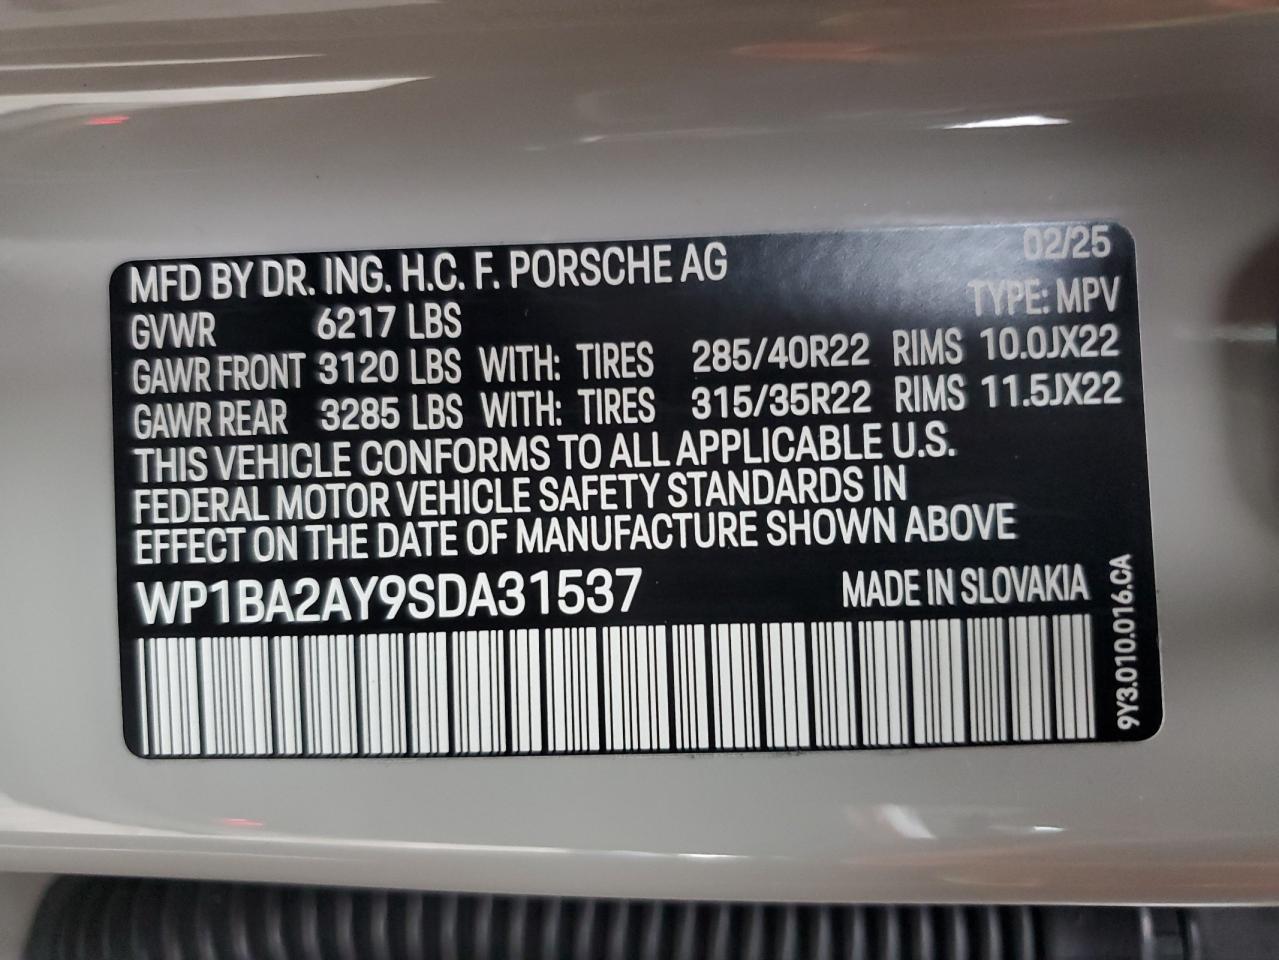 MFD BY DR. ING. H.C. F. PORSCHE AG 02/25
GVWR 6217 LBS TYPE: MPV
GAWR FRONT 3120 LBS WITH: TIRES 285/40R22 RIMS 10.0JX22
GAWR REAR 3285 LBS WITH: TIRES 315/35R22 RIMS 11.5JX22
THIS VEHICLE CONFORMS TO ALL APPLICABLE U.S.
FEDERAL MOTOR VEHICLE SAFETY STANDARDS IN
EFFECT ON THE DATE OF MANUFACTURE SHOWN ABOVE
WP1BA2AY9SDA31537 MADE IN SLOVAKIA
9Y3.010.016.CA